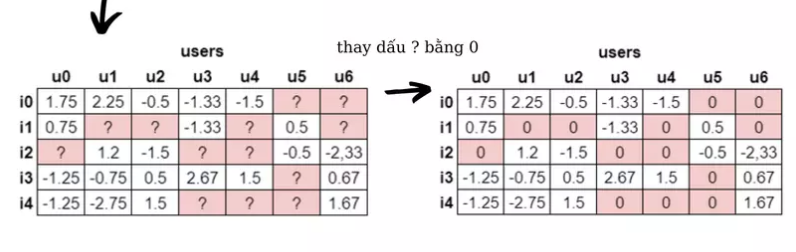 users
thay dấu ? bằng 0
users
u0 u1 u2 u3 u4 u5 u6
i0 1.75 2.25 -0.5 -1.33 -1.5 ? ?
i1 0.75 ? ? -1.33 ? 0.5 ?
i2 ? 1.2 -1.5 ? ? -0.5 -2,33
i3 -1.25 -0.75 0.5 2.67 1.5 ? 0.67
i4 -1.25 -2.75 1.5 ? ? ? 1.67
u0 u1 u2 u3 u4 u5 u6
i0 1.75 2.25 -0.5 -1.33 -1.5 0 0
i1 0.75 0 0 -1.33 0 0.5 0
i2 0 1.2 -1.5 0 0 -0.5 -2,33
i3 -1.25 -0.75 0.5 2.67 1.5 0 0.67
i4 -1.25 -2.75 1.5 0 0 0 1.67